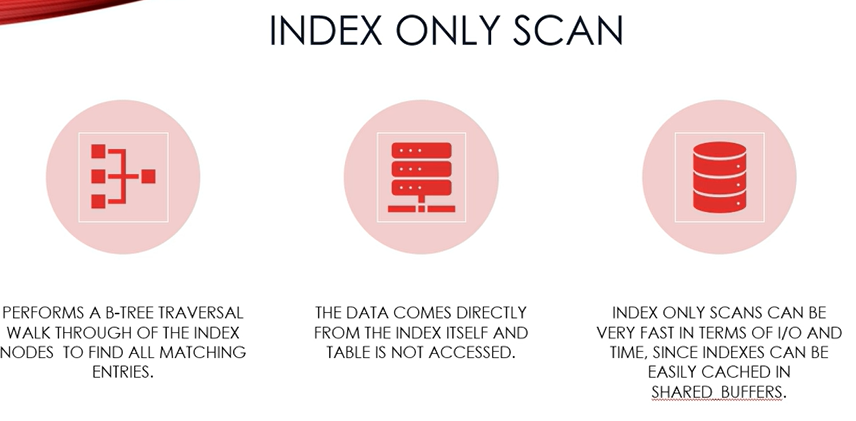 INDEX ONLY SCAN
PERFORMS A B-TREE TRAVERSAL
WALK THROUGH OF THE INDEX
NODES TO FIND ALL MATCHING
ENTRIES.
THE DATA COMES DIRECTLY
FROM THE INDEX ITSELF AND
TABLE IS NOT ACCESSED.
INDEX ONLY SCANS CAN BE
VERY FAST IN TERMS OF I/O AND
TIME, SINCE INDEXES CAN BE
EASILY CACHED IN
SHARED_BUFFERS.